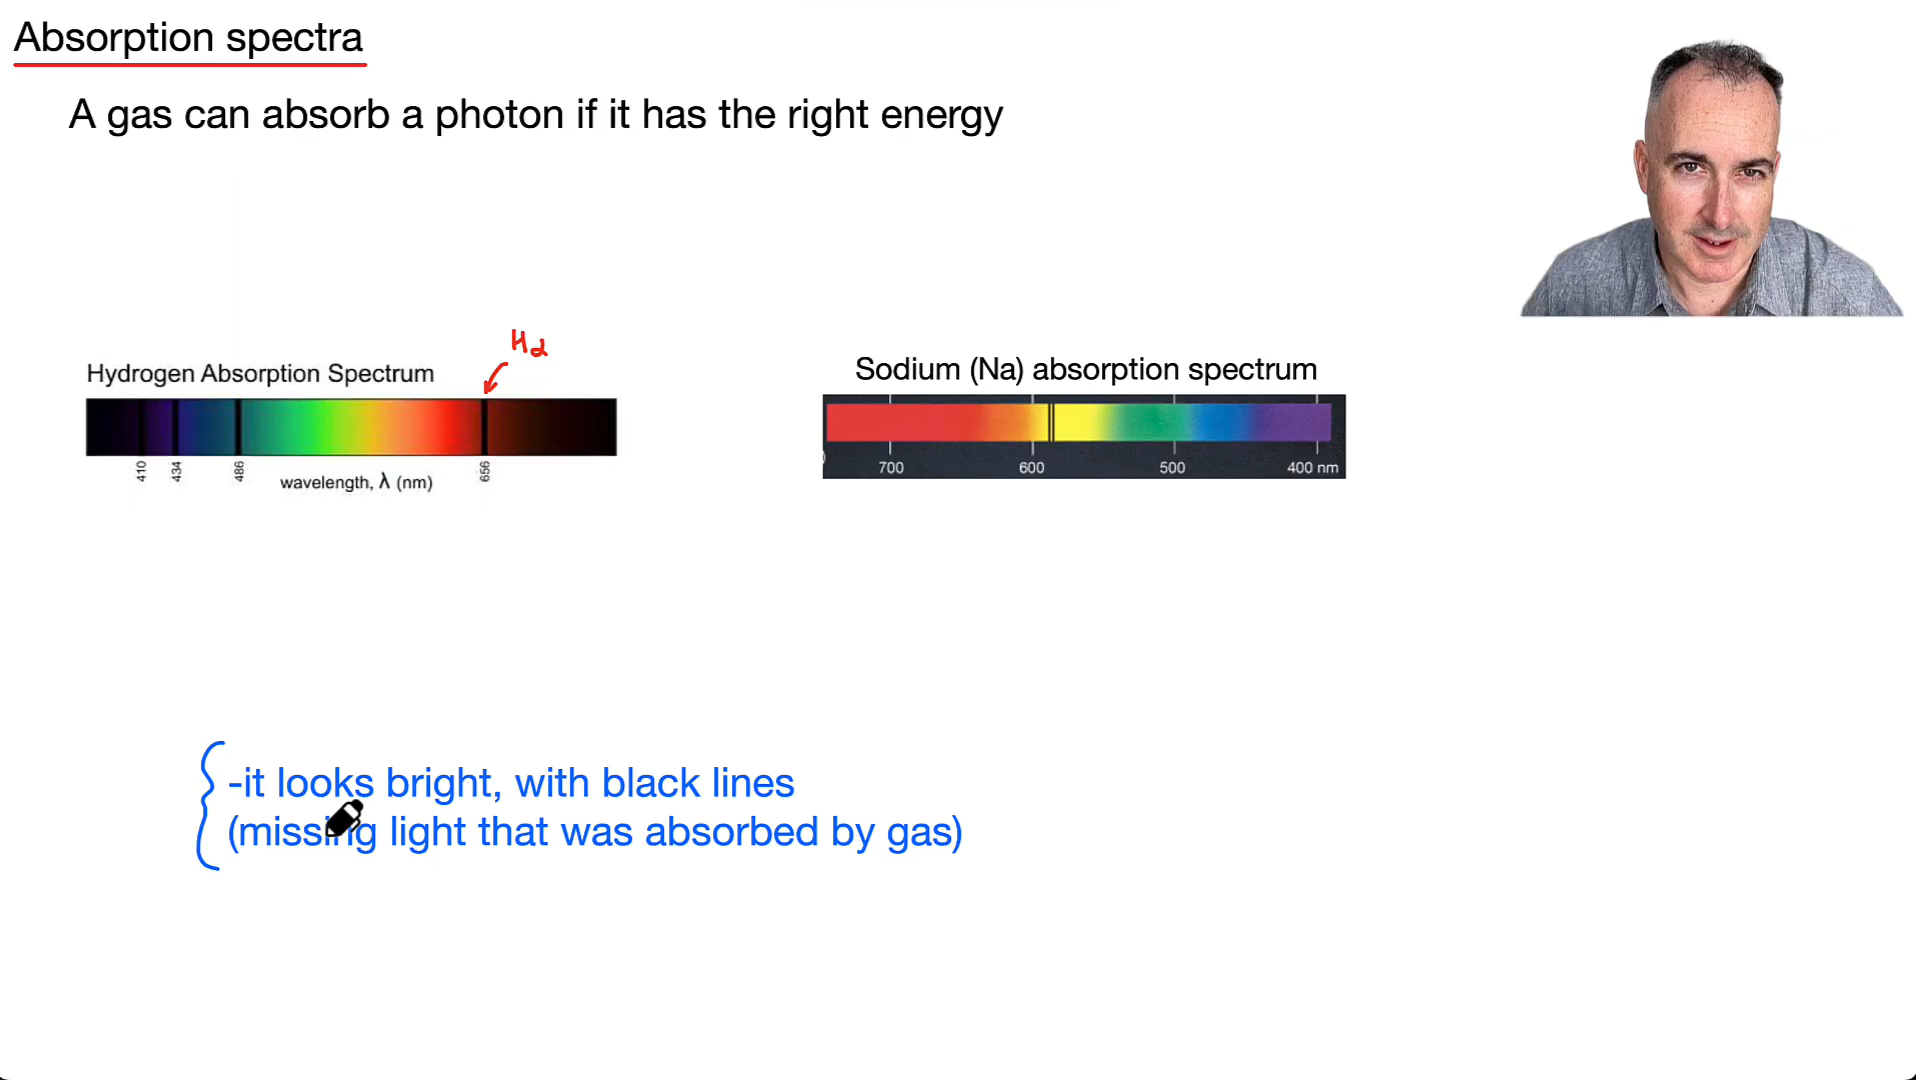 Absorption spectra
A gas can absorb a photon if it has the right energy
Hα
Hydrogen Absorption Spectrum
410 434 486 656
wavelength, λ (nm)
Sodium (Na) absorption spectrum
700 600 500 400 nm
-it looks bright, with black lines
(missing light that was absorbed by gas)